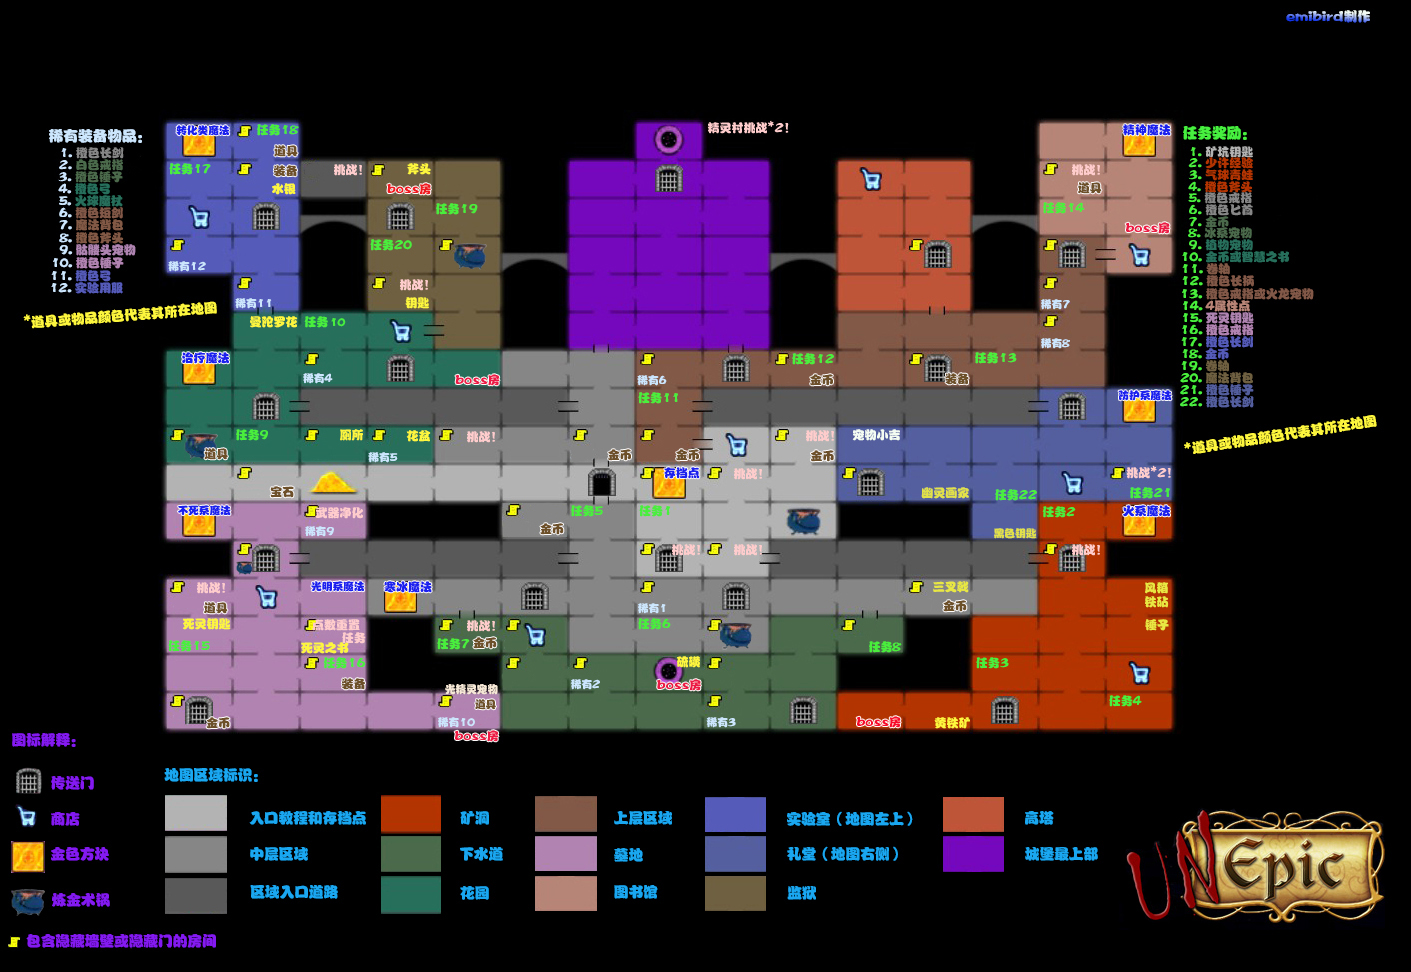 emibird制作
稀有装备物品：
1. 橙色长剑
2. 白色戒指
3. 橙色锤子
4. 橙色弓
5. 火球魔杖
6. 橙色短剑
7. 魔法背包
8. 橙色斧头
9. 骷髅头宠物
10. 橙色锤子
11. 橙色弓
12. 实验用服
*道具或物品颜色代表其所在地图
任务奖励：
1. 矿坑钥匙
2. 少许经验
3. 气球青蛙
4. 橙色斧头
5. 橙色戒指
6. 橙色匕首
7. 金币
8. 冰系宠物
9. 植物宠物
10. 金币或智慧之书
11. 卷轴
12. 橙色长柄
13. 橙色戒指或火龙宠物
14. 4属性点
15. 死灵钥匙
16. 橙色戒指
17. 橙色长剑
18. 金币
19. 卷轴
20. 魔法背包
21. 橙色锤子
22. 橙色长剑
*道具或物品颜色代表其所在地图
转化类魔法
任务18
道具
精灵村挑战*2！
精神魔法
任务17
装备
水银
挑战！
斧头
boss房
挑战！
道具
任务19
任务14
boss房
任务20
稀有12
挑战！
钥匙
稀有11
稀有7
曼陀罗花
任务10
稀有8
治疗魔法
稀有4
boss房
稀有6
任务12
金币
装备
任务13
任务11
防护系魔法
道具
任务9
厕所
花盆
稀有5
挑战！
金币
金币
挑战！
金币
宠物小吉
宝石
存档点
挑战！
幽灵画家
任务22
挑战*2！
任务21
不死系魔法
武器净化
稀有9
金币
任务5
任务1
黑色钥匙
任务2
火系魔法
挑战！
挑战！
挑战！
挑战！
道具
光明系魔法
寒冰魔法
稀有1
三叉戟
金币
风箱
铁砧
死灵钥匙
任务15
点数重置
任务
死灵之书
挑战！
任务7
金币
任务6
任务8
锤子
任务16
装备
稀有2
硫磺
boss房
任务3
金币
光精灵宠物
道具
稀有10
boss房
稀有3
boss房
黄铁矿
任务4
图标解释：
传送门
商店
金色方块
炼金术锅
包含隐藏墙壁或隐藏门的房间
地图区域标识：
入口教程和存档点
矿洞
上层区域
实验室（地图左上）
高塔
中层区域
下水道
墓地
礼堂（地图右侧）
城堡最上部
区域入口道路
花园
图书馆
监狱
UNEpic